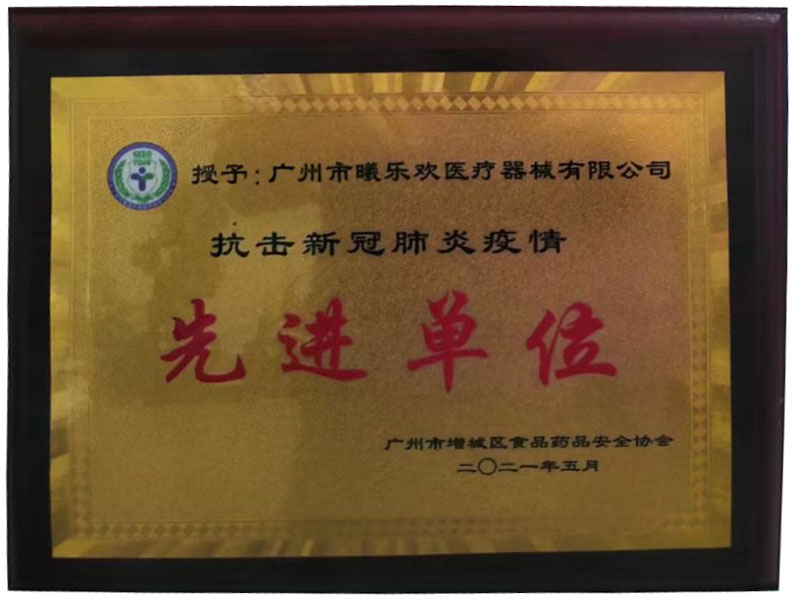 授予：广州市曦乐欢医疗器械有限公司
抗击新冠肺炎疫情
先进单位
广州市增城区食品药品安全协会
二〇二一年五月